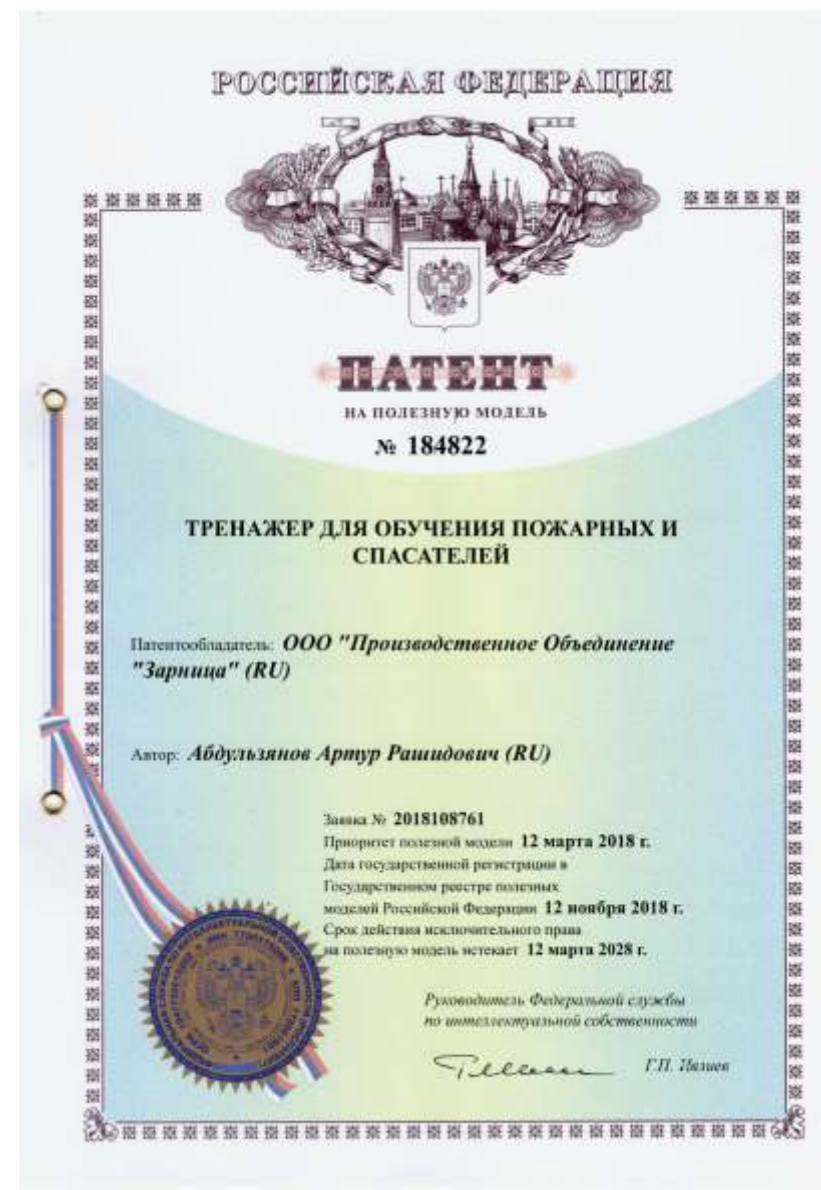 РОССИЙСКАЯ ФЕДЕРАЦИЯ
ПАТЕНТ
НА ПОЛЕЗНУЮ МОДЕЛЬ
№ 184822
ТРЕНАЖЕР ДЛЯ ОБУЧЕНИЯ ПОЖАРНЫХ И
СПАСАТЕЛЕЙ
Патентообладатель: ООО "Производственное Объединение
"Зарница" (RU)
Автор: Абдульзянов Артур Рашидович (RU)
Заявка № 2018108761
Приоритет полезной модели 12 марта 2018 г.
Дата государственной регистрации в
Государственном реестре полезных
моделей Российской Федерации 12 ноября 2018 г.
Срок действия исключительного права
на полезную модель истекает 12 марта 2028 г.
Руководитель Федеральной службы
по интеллектуальной собственности
Г.П. Ивлиев